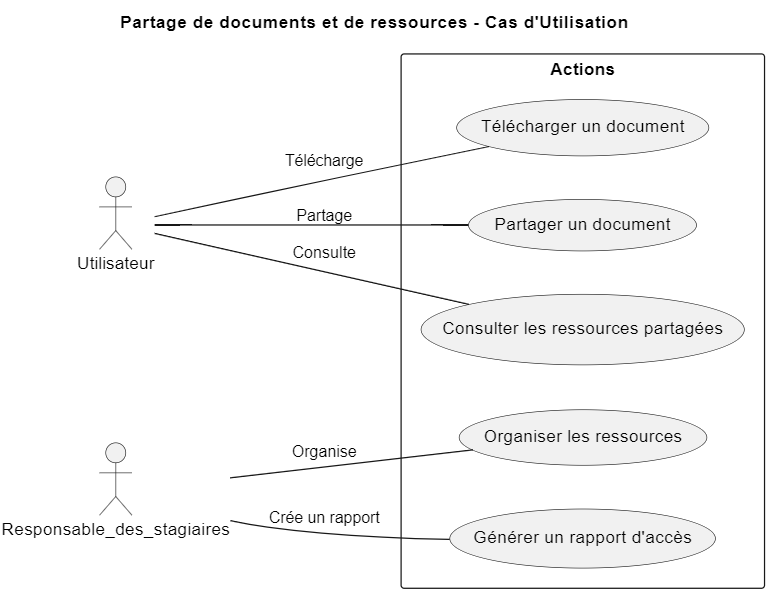 Partage de documents et de ressources - Cas d'Utilisation
Actions
Télécharger un document
Télécharge
Partage
Partager un document
Consulte
Utilisateur
Consulter les ressources partagées
Organiser les ressources
Organise
Crée un rapport
Responsable_des_stagiaires
Générer un rapport d'accès